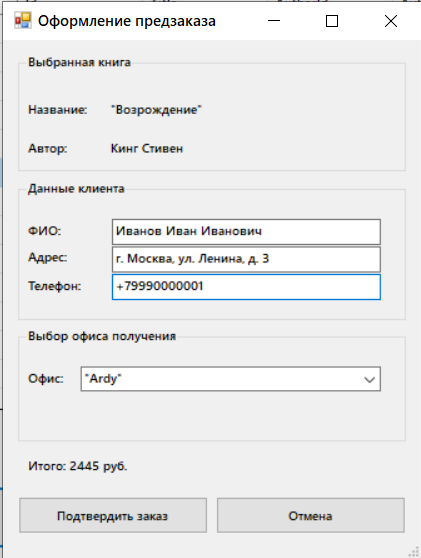 Оформление предзаказа
Выбранная книга
Название: "Возрождение"
Автор: Кинг Стивен
Данные клиента
ФИО: Иванов Иван Иванович
Адрес: г. Москва, ул. Ленина, д. 3
Телефон: +79990000001
Выбор офиса получения
Офис: "Ardy"
Итого: 2445 руб.
Подтвердить заказ Отмена